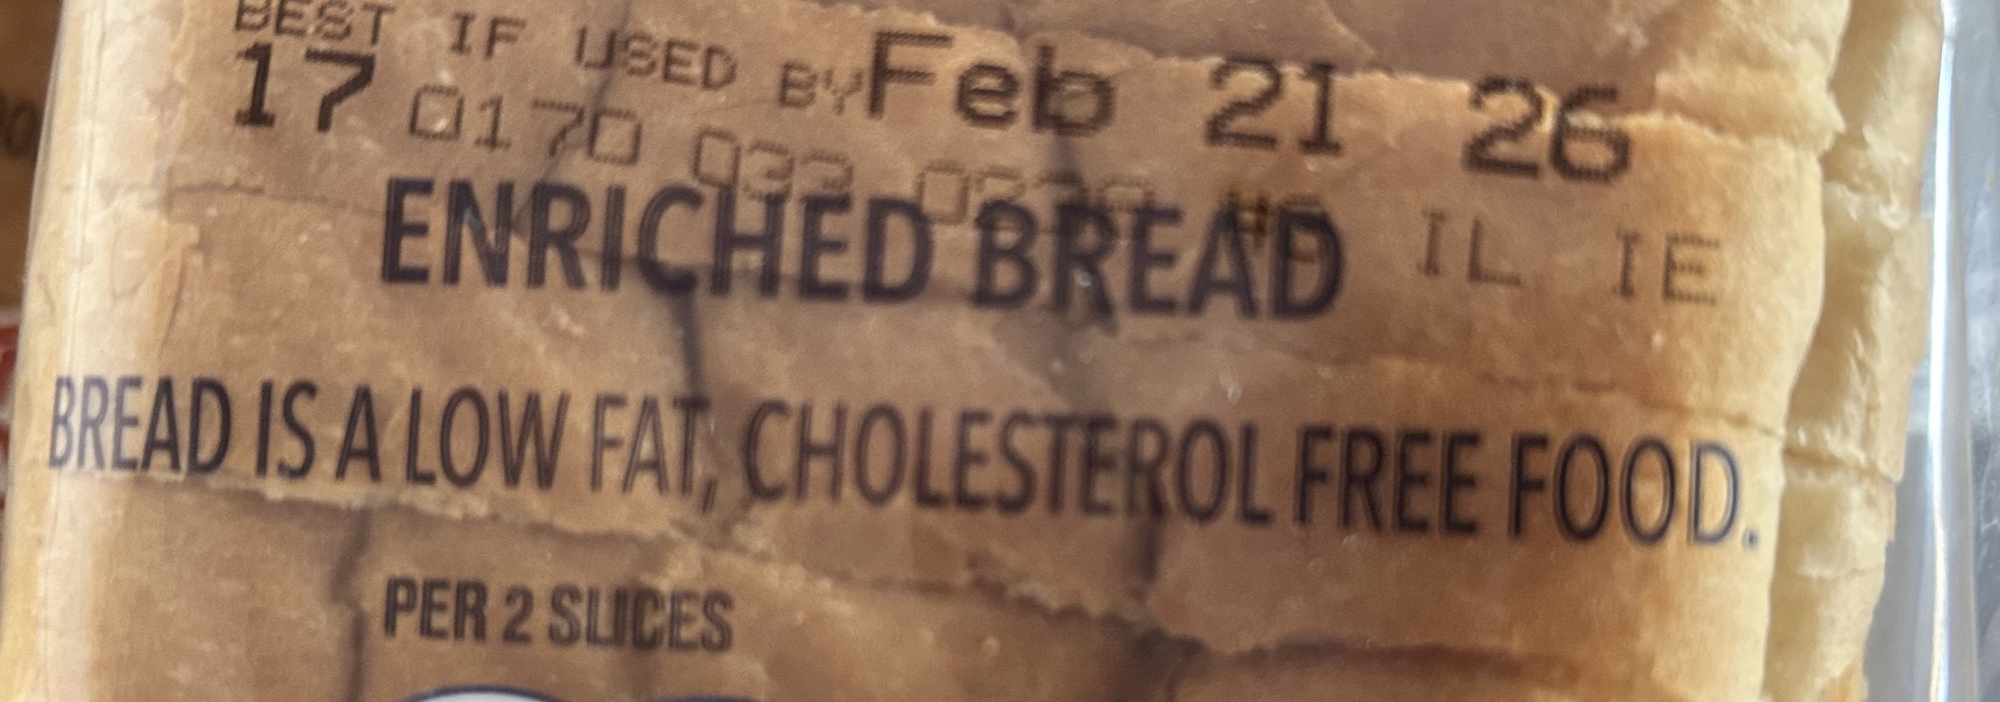 BEST IF USED BY Feb 21 26
17 0170 033 IL IE
ENRICHED BREAD
BREAD IS A LOW FAT, CHOLESTEROL FREE FOOD.
PER 2 SLICES